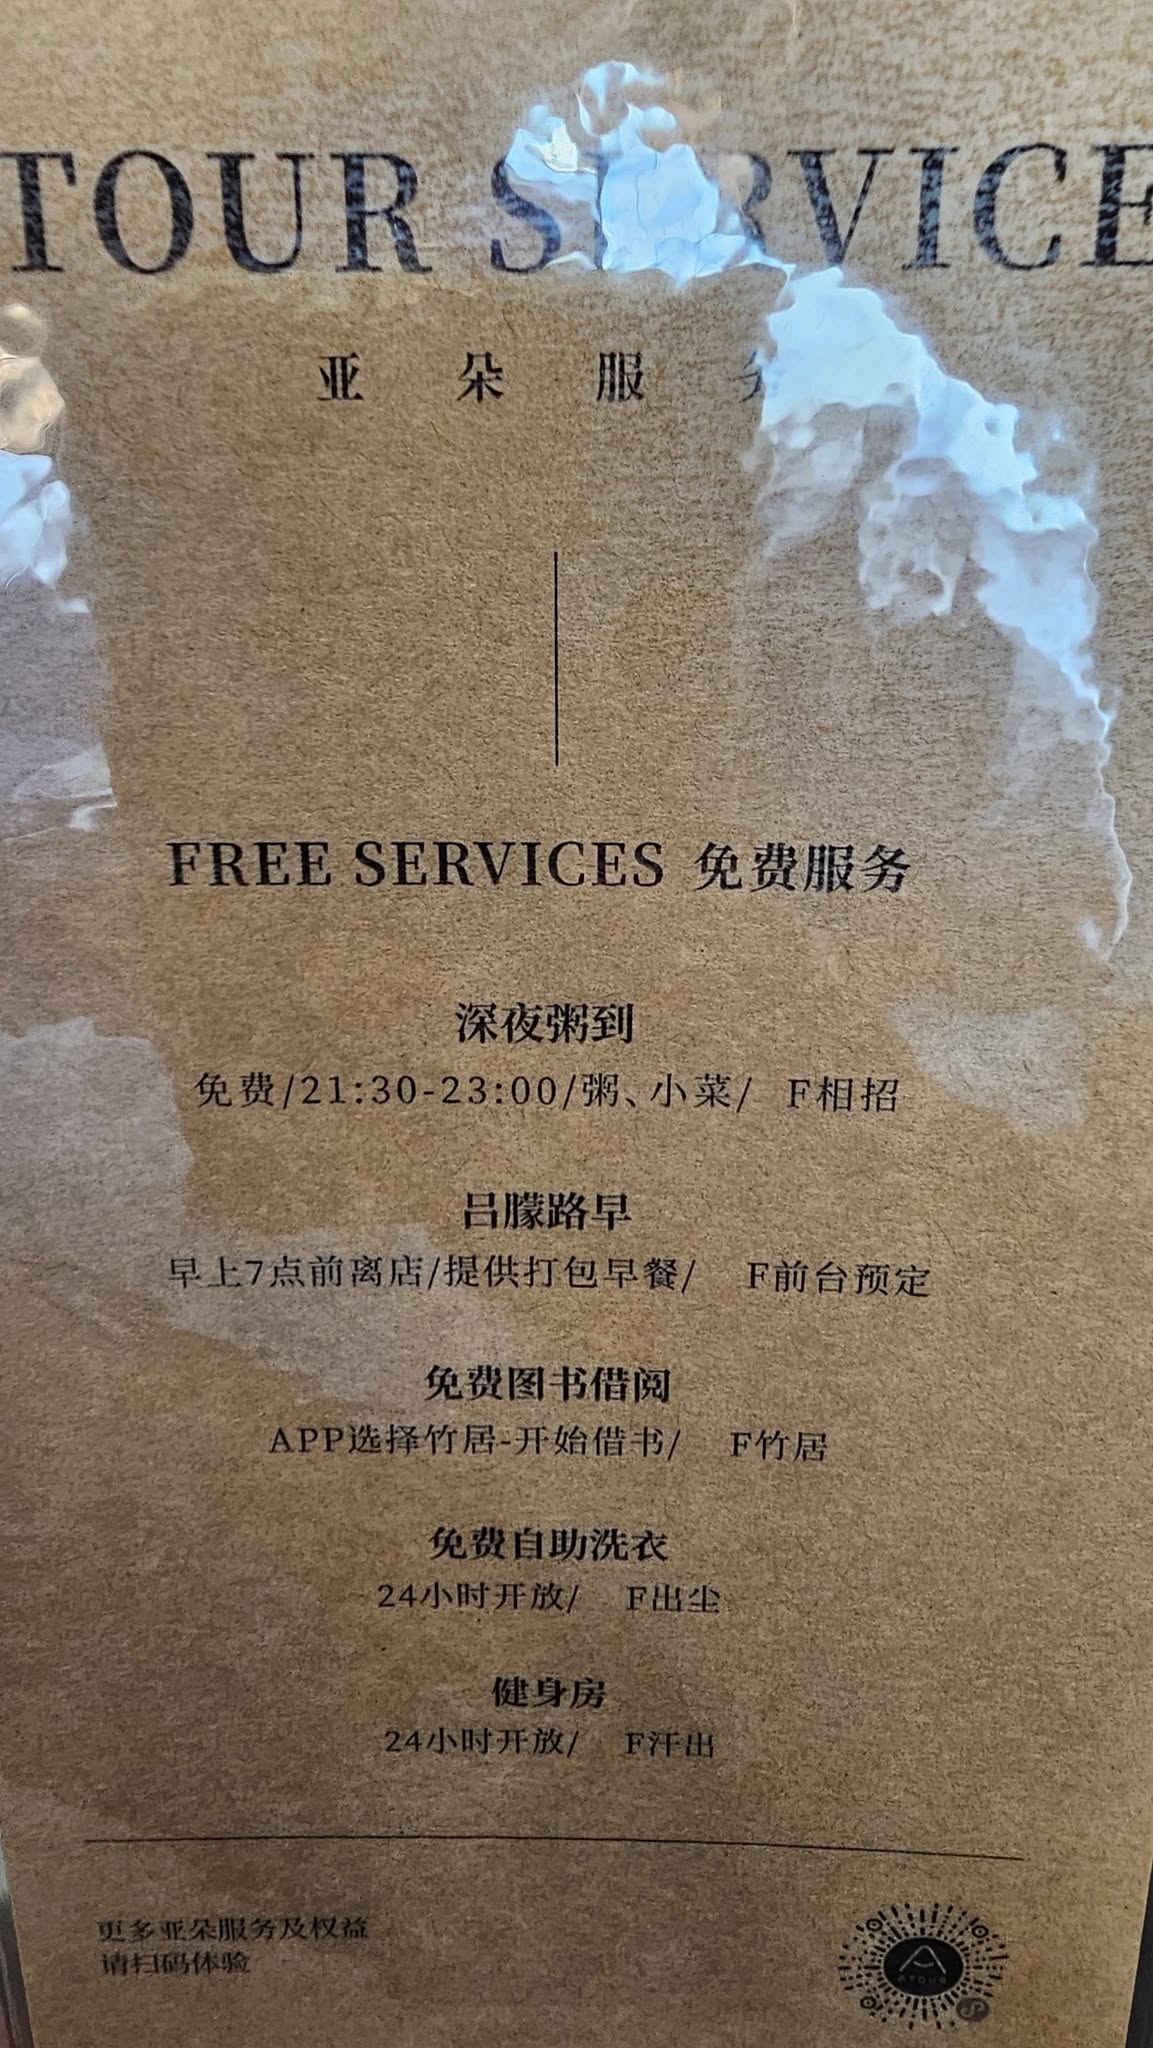 TOUR SERVICE
亚朵服
FREE SERVICES 免费服务
深夜粥到
免费/21:30-23:00/粥、小菜/ F相招
吕朦路早
早上7点前离店/提供打包早餐/ F前台预定
免费图书借阅
APP选择竹居-开始借书/ F竹居
免费自助洗衣
24小时开放/ F出尘
健身房
24小时开放/ F汗出
更多亚朵服务及权益
请扫码体验
ATOUR